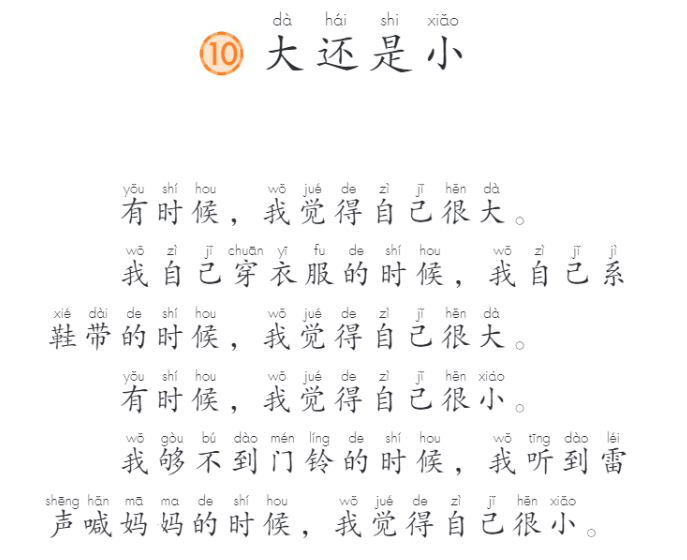 dà hái shi xiǎo
10 大还是小
yǒu shí hou wǒ jué de zì jǐ hěn dà
有时候，我觉得自己很大。
wǒ zì jǐ chuān yī fu de shí hou wǒ zì jǐ jì
我自己穿衣服的时候，我自己系
xié dài de shí hou wǒ jué de zì jǐ hěn dà
鞋带的时候，我觉得自己很大。
yǒu shí hou wǒ jué de zì jǐ hěn xiǎo
有时候，我觉得自己很小。
wǒ gòu bú dào mén líng de shí hou wǒ tīng dào léi
我够不到门铃的时候，我听到雷
shēng hǎn mā ma de shí hou wǒ jué de zì jǐ hěn xiǎo
声喊妈妈的时候，我觉得自己很小。